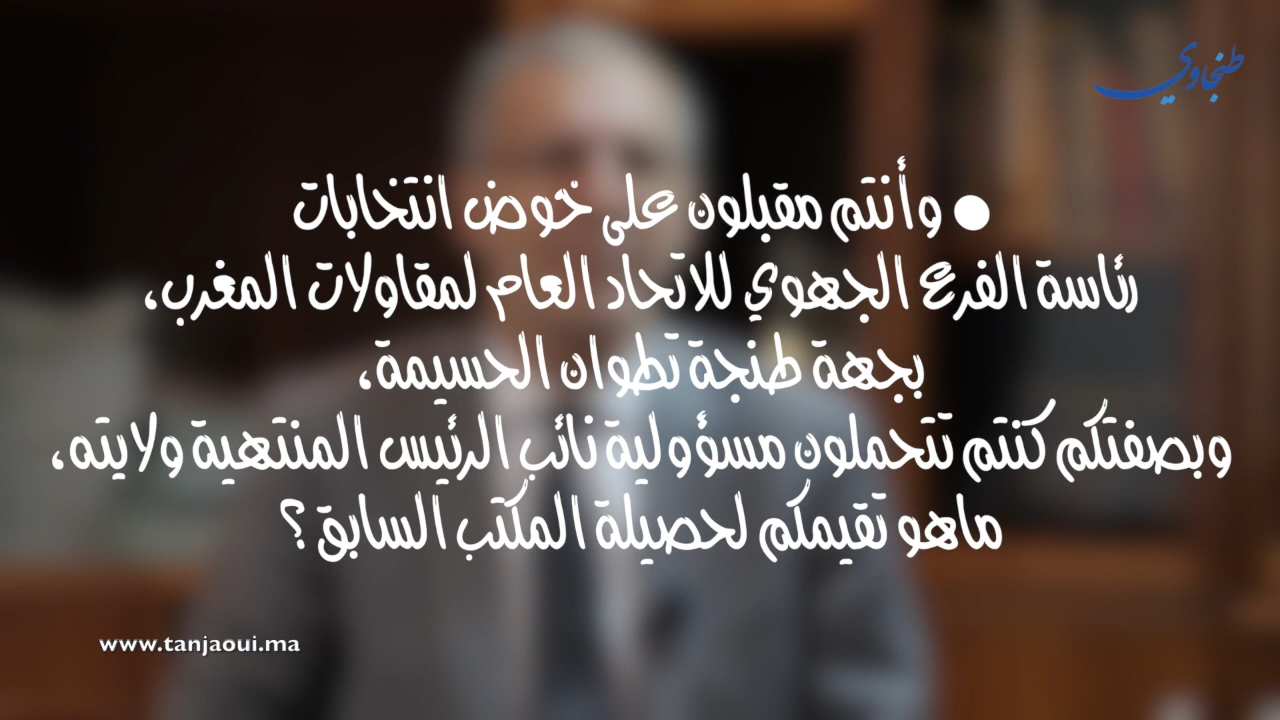 طنجاوي
• وأنتم مقبلون على خوض انتخابات
رئاسة الفرع الجهوي للاتحاد العام لمقاولات المغرب،
بجهة طنجة تطوان الحسيمة،
وبصفتكم كنتم تتحملون مسؤولية نائب الرئيس المنتهية ولايته،
ماهو تقيمكم لحصيلة المكتب السابق؟
www.tanjaoui.ma